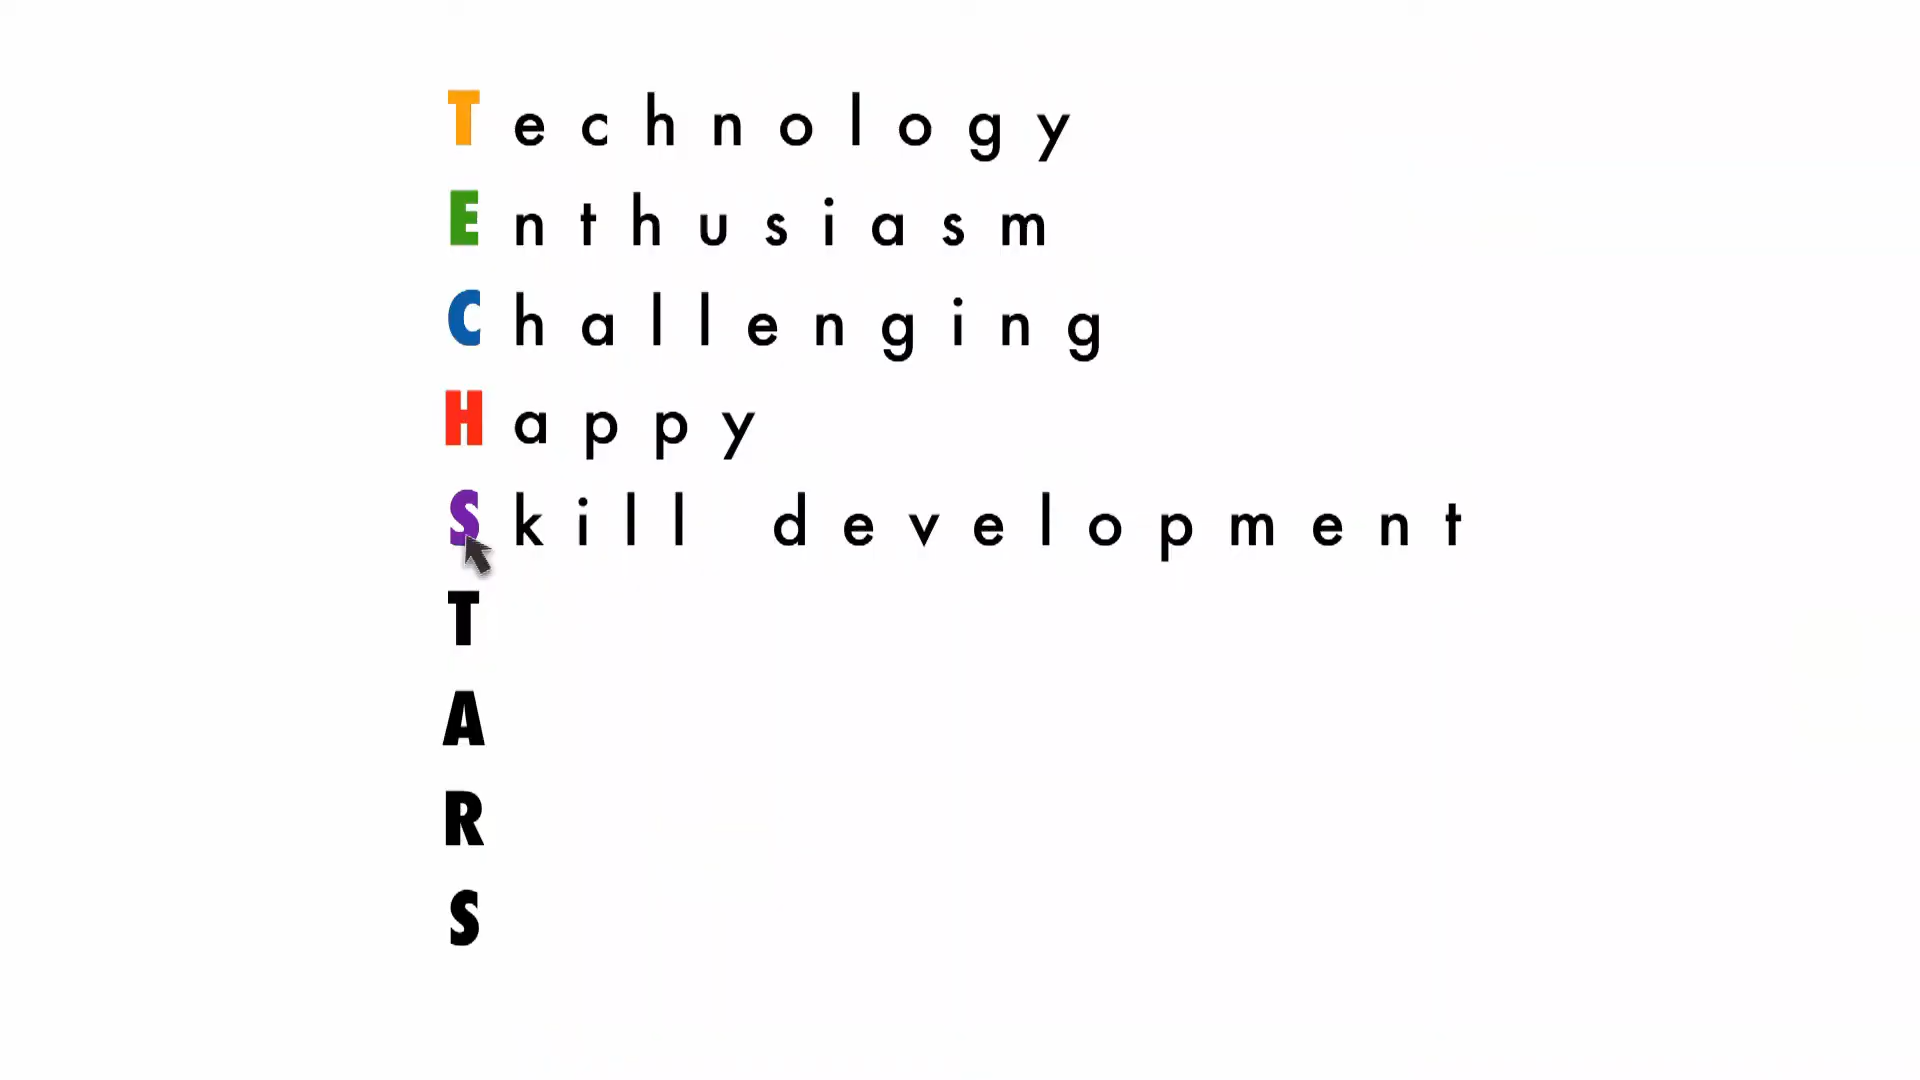 Technology
Enthusiasm
Challenging
Happy
Skill development
T
A
R
S